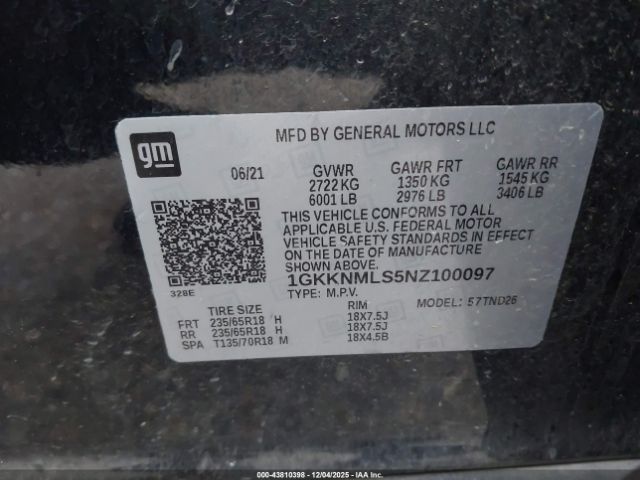 gm
MFD BY GENERAL MOTORS LLC
06/21 GVWR GAWR FRT GAWR RR
2722 KG 1350 KG 1545 KG
6001 LB 2976 LB 3406 LB
THIS VEHICLE CONFORMS TO ALL
APPLICABLE U.S. FEDERAL MOTOR
VEHICLE SAFETY STANDARDS IN EFFECT
ON THE DATE OF MANUFACTURE
SHOWN ABOVE.
328E
1GKKNMLS5NZ100097
TYPE: M.P.V. MODEL: 57TND26
TIRE SIZE RIM
FRT 235/65R18 H 18X7.5J
RR 235/65R18 H 18X7.5J
SPA T135/70R18 M 18X4.5B
000-43810398 - 12/04/2025 - IAAI.COM